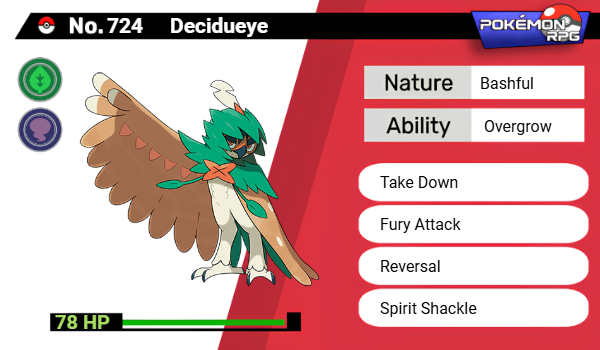 No. 724 Decidueye
POKÉMON
RPG
Nature Bashful
Ability Overgrow
Take Down
Fury Attack
Reversal
Spirit Shackle
78 HP